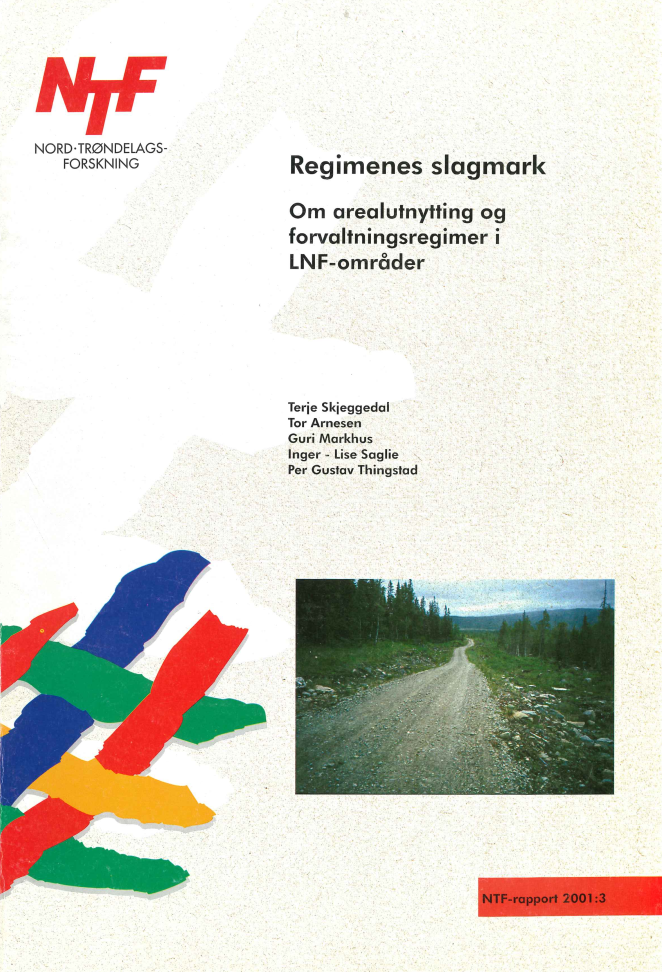 NTF
NORD·TRØNDELAGS-
FORSKNING
Regimenes slagmark
Om arealutnytting og
forvaltningsregimer i
LNF-områder
Terje Skjeggedal
Tor Arnesen
Guri Markhus
Inger - Lise Saglie
Per Gustav Thingstad
NTF-rapport 2001:3